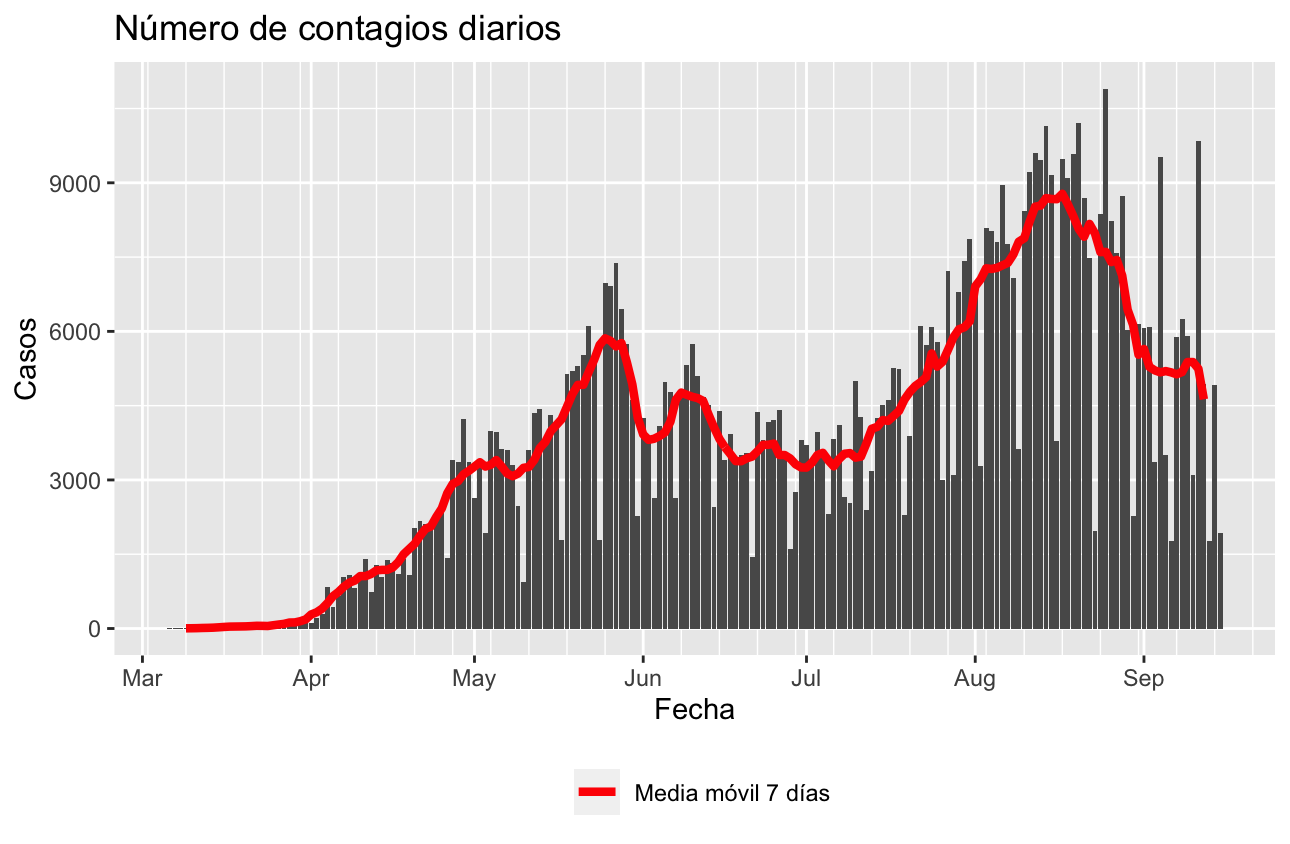 Número de contagios diarios
Casos
9000
6000
3000
0
Mar Apr May Jun Jul Aug Sep
Fecha
Media móvil 7 días